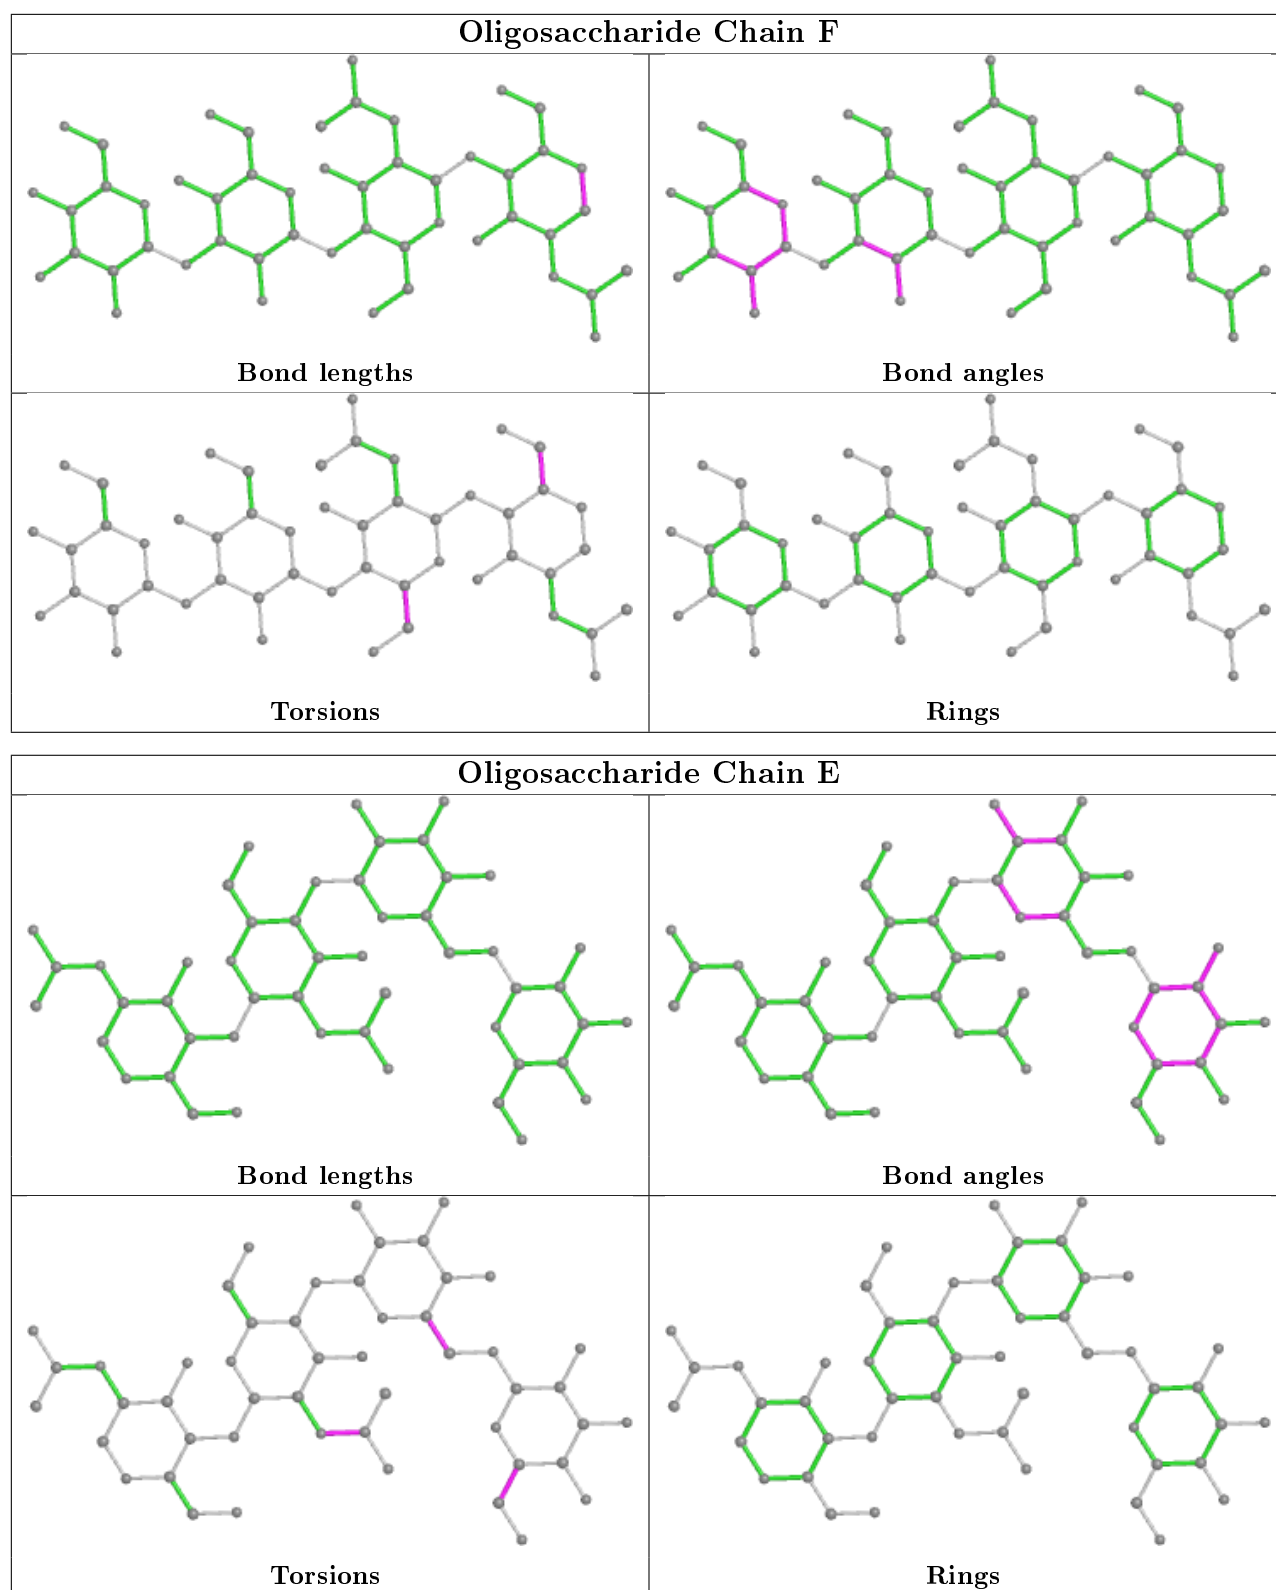 Oligosaccharide Chain F
Bond lengths
Bond angles
Torsions
Rings
Oligosaccharide Chain E
Bond lengths
Bond angles
Torsions
Rings